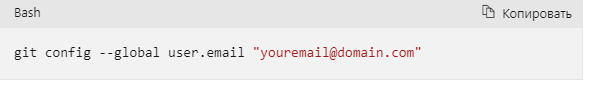 Bash
Копировать
git config --global user.email "youremail@domain.com"